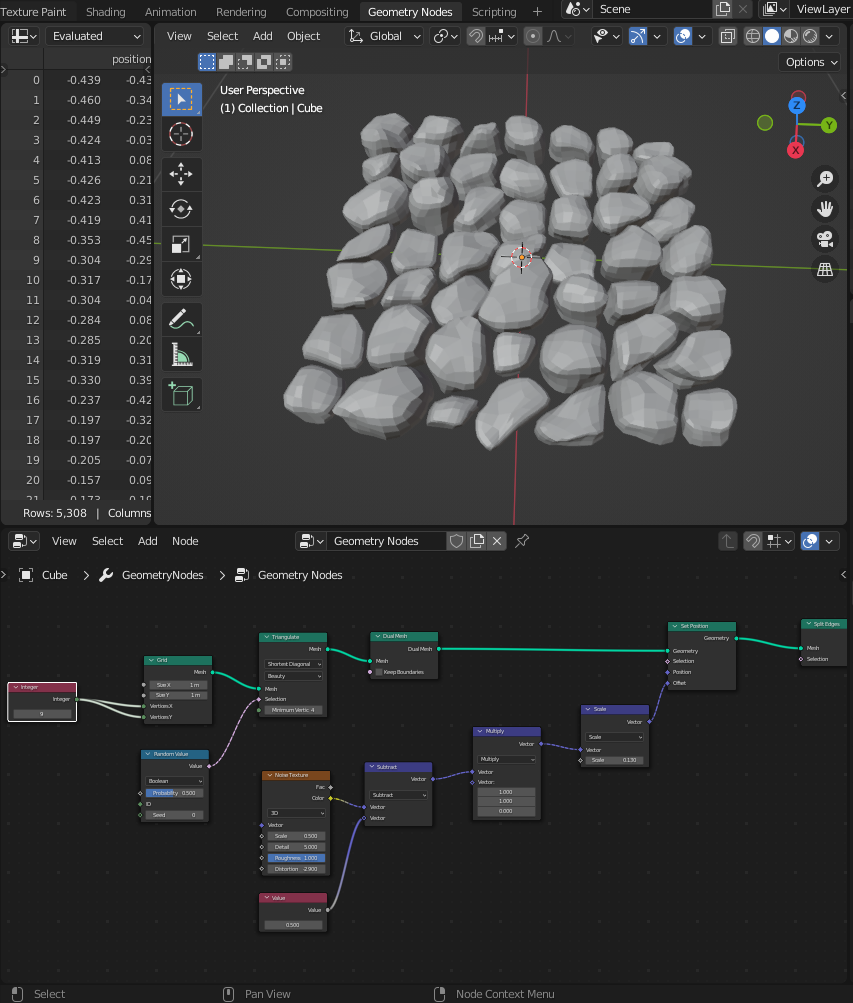 Texture Paint Shading Animation Rendering Compositing Geometry Nodes Scripting + Scene ViewLayer
Evaluated View Select Add Object Global
Options
position
0 -0.439 -0.43
1 -0.460 -0.34
2 -0.449 -0.23
3 -0.424 -0.03
4 -0.413 0.08
5 -0.426 0.21
6 -0.423 0.31
7 -0.419 0.41
8 -0.353 -0.45
9 -0.304 -0.29
10 -0.317 -0.17
11 -0.304 -0.04
12 -0.284 0.08
13 -0.285 0.20
14 -0.319 0.31
15 -0.330 0.39
16 -0.237 -0.42
17 -0.197 -0.32
18 -0.197 -0.20
19 -0.205 -0.07
20 -0.157 0.09
Rows: 5,308 | Columns
User Perspective
(1) Collection | Cube
Z
Y
X
View Select Add Node Geometry Nodes
Cube > GeometryNodes > Geometry Nodes
Integer
Integer
9
Grid
Mesh
Size X 1 m
Size Y 1 m
Vertices X
Vertices Y
Random Value
Value
Boolean
Probability 0.500
ID
Seed 0
Triangulate
Mesh
Shortest Diagonal
Beauty
Mesh
Selection
Minimum Vertic 4
Dual Mesh
Dual Mesh
Mesh
Keep Boundaries
Noise Texture
Fac
Color
3D
Vector
Scale 0.500
Detail 5.000
Roughness 1.000
Distortion -2.900
Value
Value
0.500
Subtract
Vector
Subtract
Vector
Vector
Multiply
Vector
Multiply
Vector
Vector:
1.000
1.000
0.000
Scale
Vector
Scale
Vector
Scale 0.130
Set Position
Geometry
Geometry
Selection
Position
Offset
Split Edges
Mesh
Selection
Select Pan View Node Context Menu